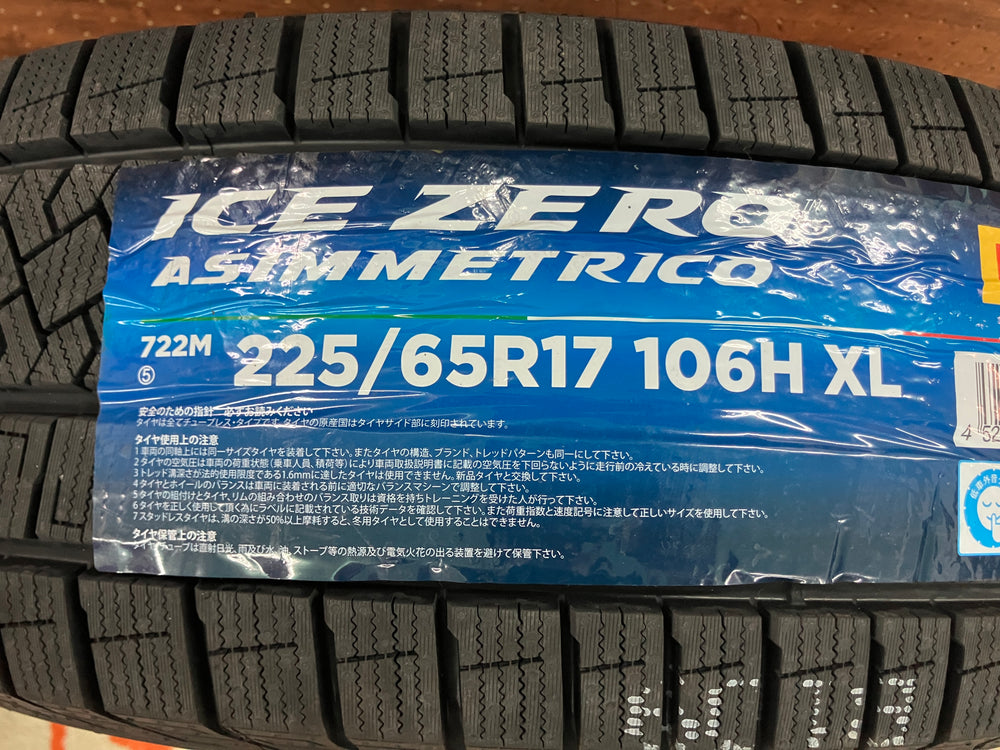 ICE ZERO™
ASIMMETRICO
722M
⑤
225/65R17 106H XL
安全のための指針－必ずお読みください
タイヤは全てチューブレス・タイプです。タイヤの原産国はタイヤサイド部に刻印されています。
タイヤ使用上の注意
1 車両の同軸上には同一サイズタイヤを装着して下さい。またタイヤの構造、ブランド、トレッドパターンも同一にして下さい。
2 タイヤの空気圧は車両の荷重状態(乗車人員、積荷等)により車両取扱説明書に記載の空気圧を下回らないように走行前の冷えている時に調整して下さい。
3 トレッド溝深さが法的使用限度である1.6mmに達したタイヤは使用できません。新品タイヤと交換して下さい。
4 タイヤとホイールのバランスは車両に装着される前に適切なバランスマシーンで調整して下さい。
5 タイヤの組付けとタイヤ、リムの組み合わせのバランス取りは資格を持ちトレーニングを受けた人が行って下さい。
6 タイヤを正しく使用して頂く為にラベルに記載されている技術データを確認して下さい。また荷重指数と速度記号に注意して正しいサイズを使用して下さい。
7 スタッドレスタイヤは、溝の深さが50%以上摩耗すると、冬用タイヤとして使用することはできません。
タイヤ保管上の注意
タイヤ、チューブは直射日光、雨及び水、油、ストーブ等の熱源及び電気火花の出る装置を避けて保管下さい。
4 52
低車外音